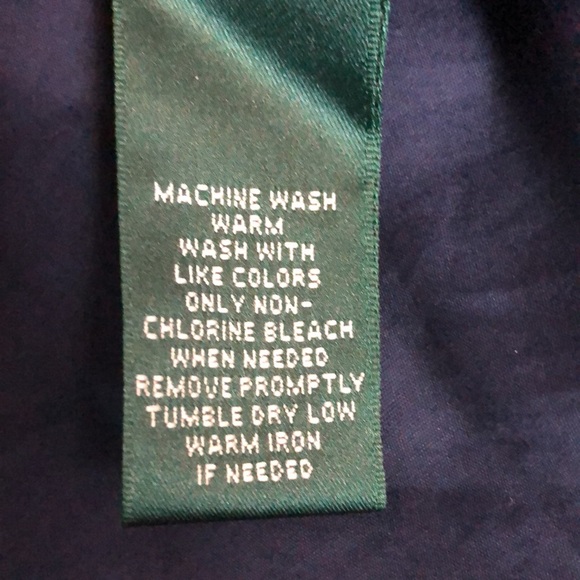 MACHINE WASH
WARM
WASH WITH
LIKE COLORS
ONLY NON-
CHLORINE BLEACH
WHEN NEEDED
REMOVE PROMPTLY
TUMBLE DRY LOW
WARM IRON
IF NEEDED